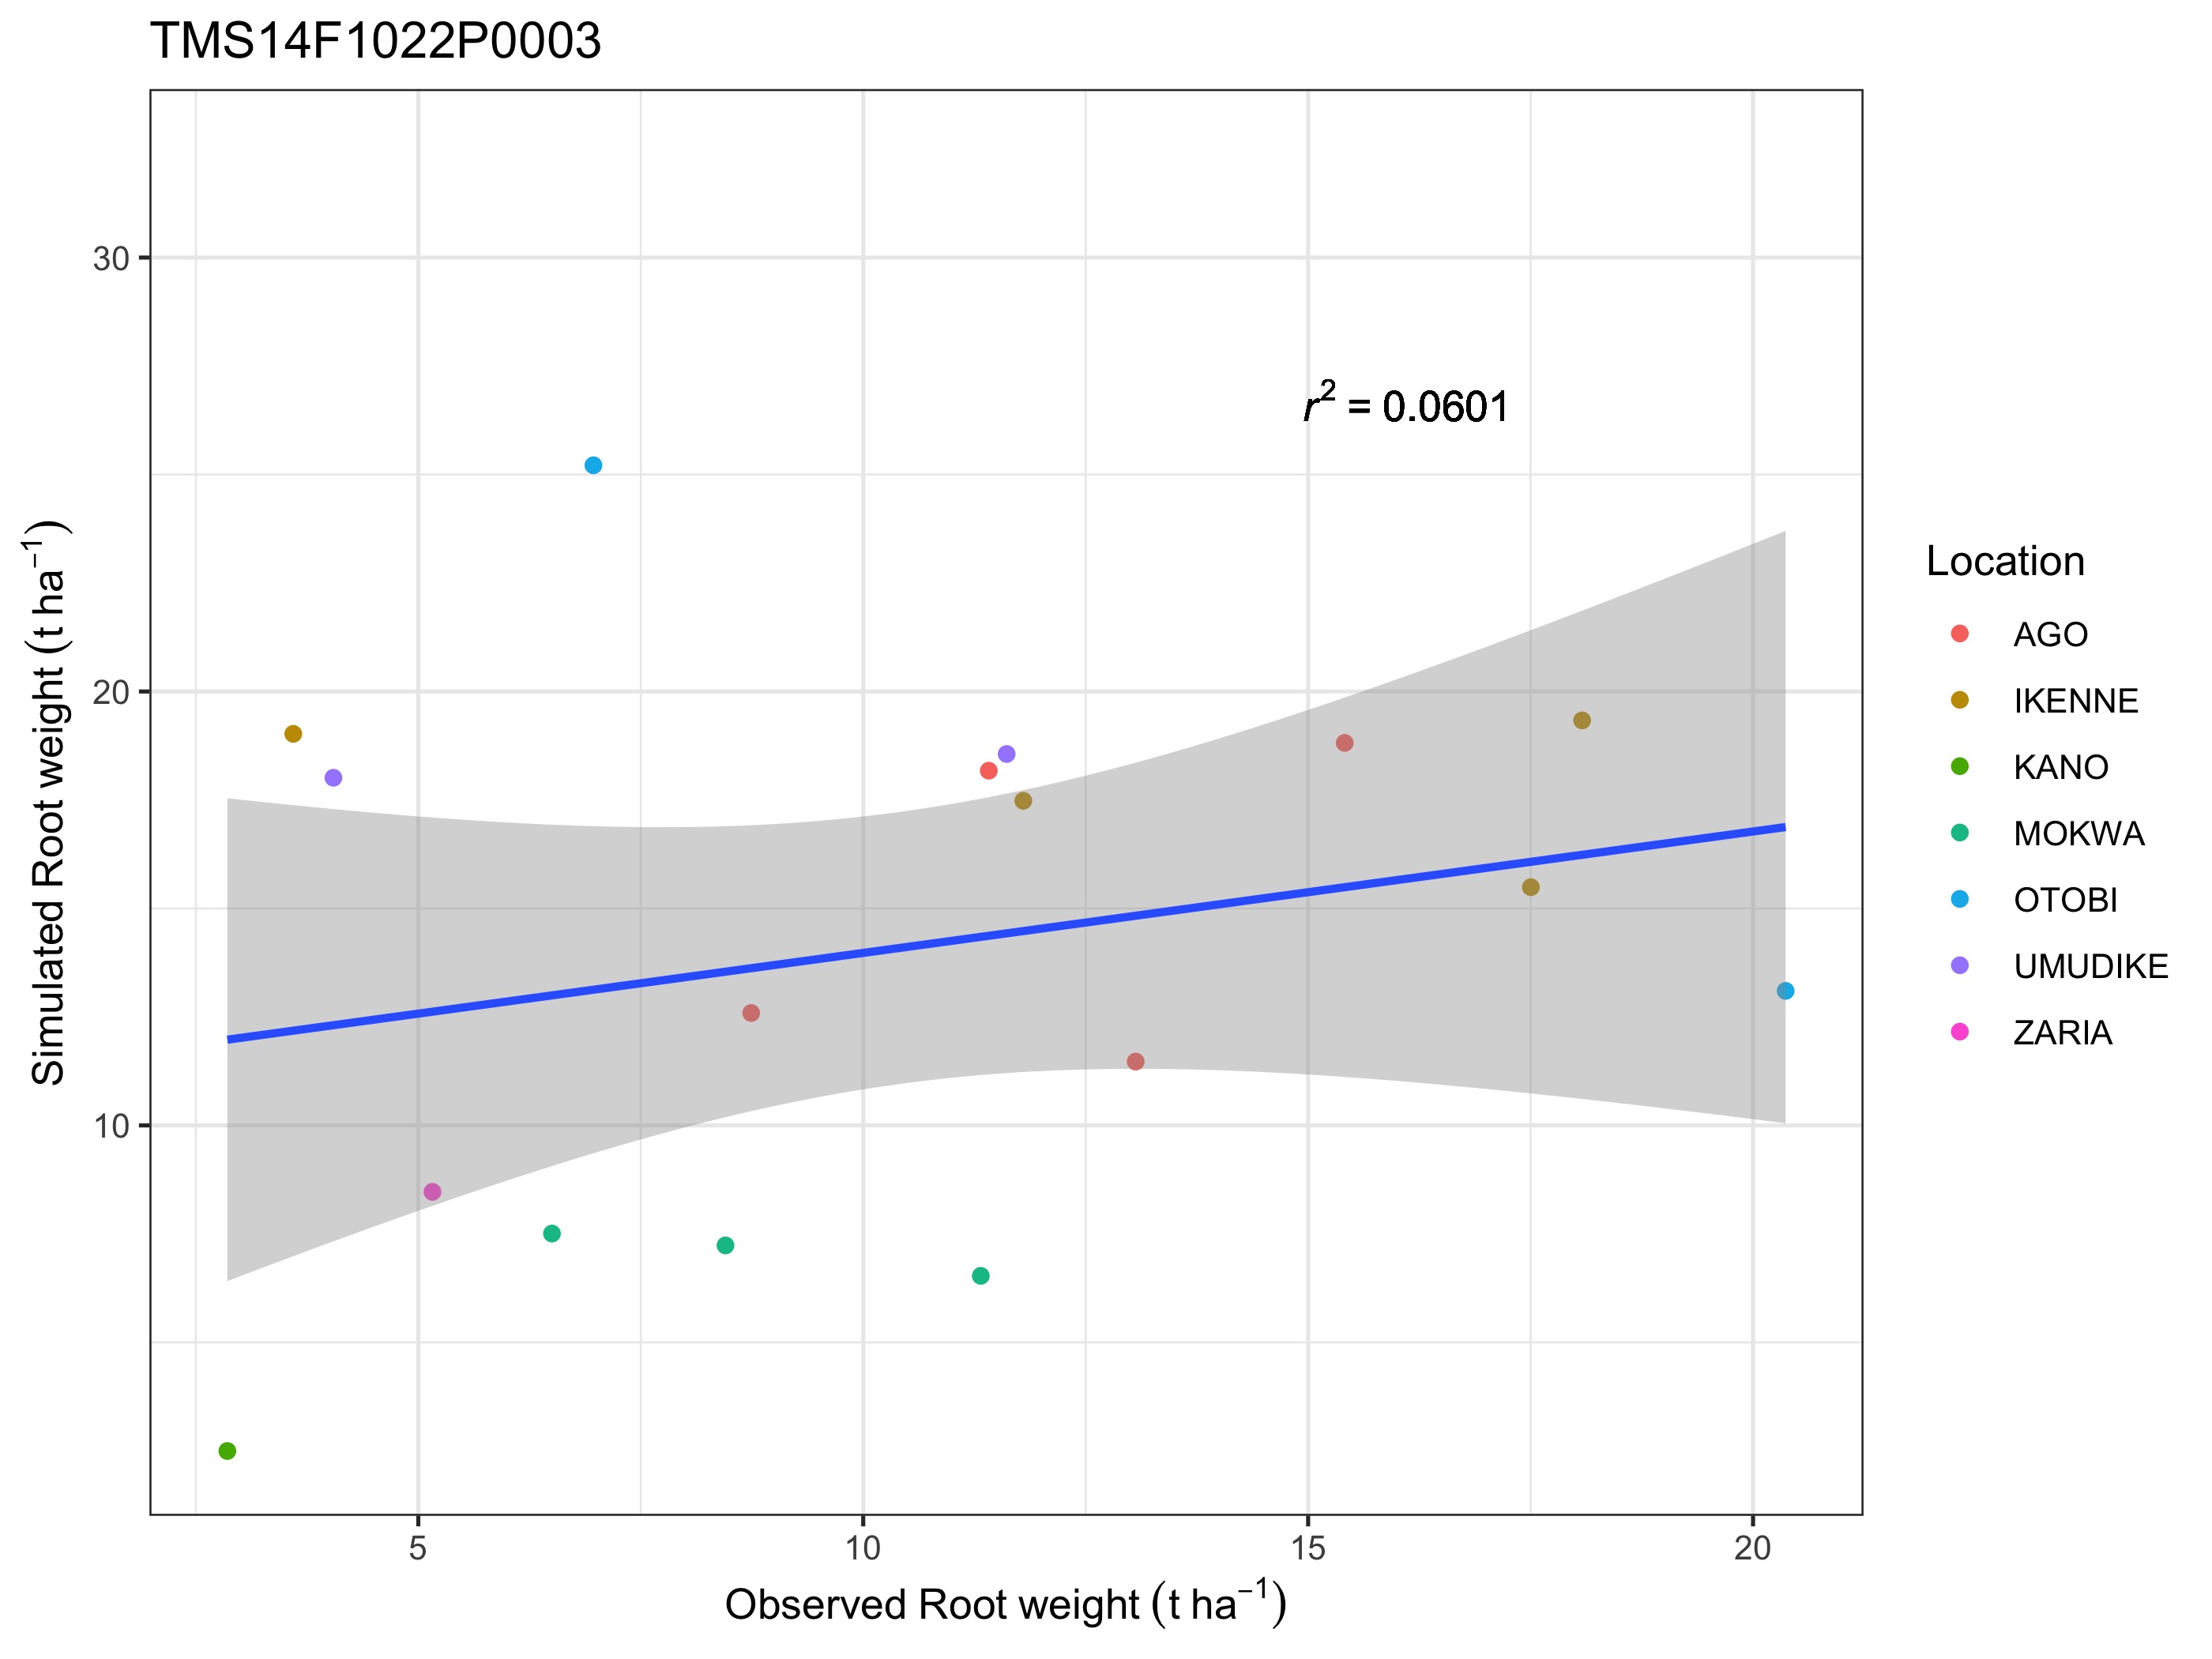 TMS14F1022P0003
30
20
10
Simulated Root weight (t ha⁻¹)
r² = 0.0601
5
10
15
20
Observed Root weight (t ha⁻¹)
Location
AGO
IKENNE
KANO
MOKWA
OTOBI
UMUDIKE
ZARIA